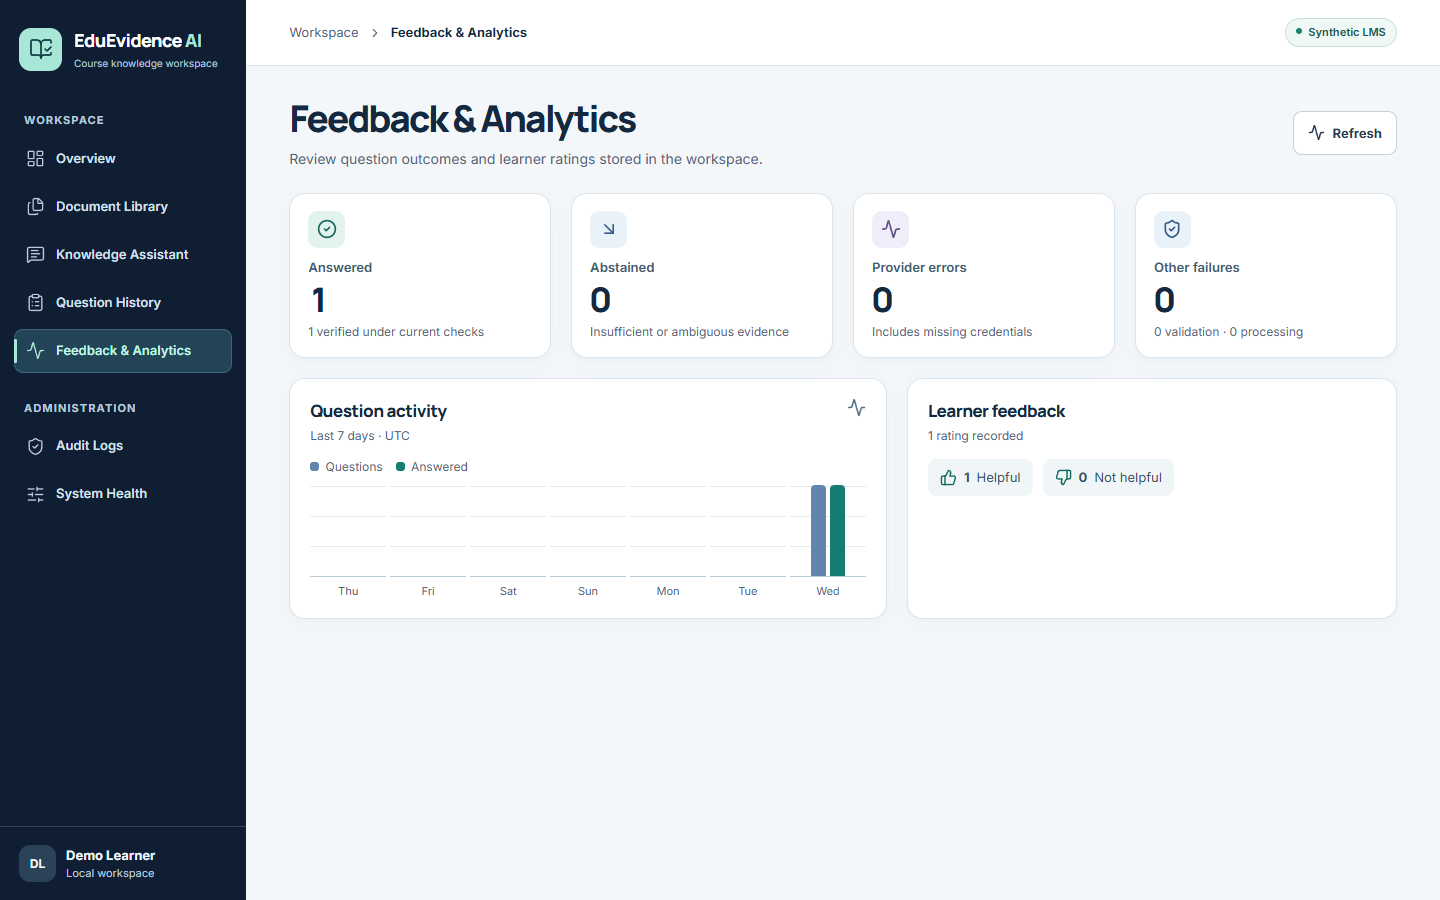 EduEvidence AI
Course knowledge workspace
WORKSPACE
Overview
Document Library
Knowledge Assistant
Question History
Feedback & Analytics
ADMINISTRATION
Audit Logs
System Health
DL
Demo Learner
Local workspace
Workspace > Feedback & Analytics
Synthetic LMS
Feedback & Analytics
Review question outcomes and learner ratings stored in the workspace.
Refresh
Answered
1
1 verified under current checks
Abstained
0
Insufficient or ambiguous evidence
Provider errors
0
Includes missing credentials
Other failures
0
0 validation · 0 processing
Question activity
Last 7 days · UTC
Questions Answered
Thu Fri Sat Sun Mon Tue Wed
Learner feedback
1 rating recorded
1 Helpful
0 Not helpful